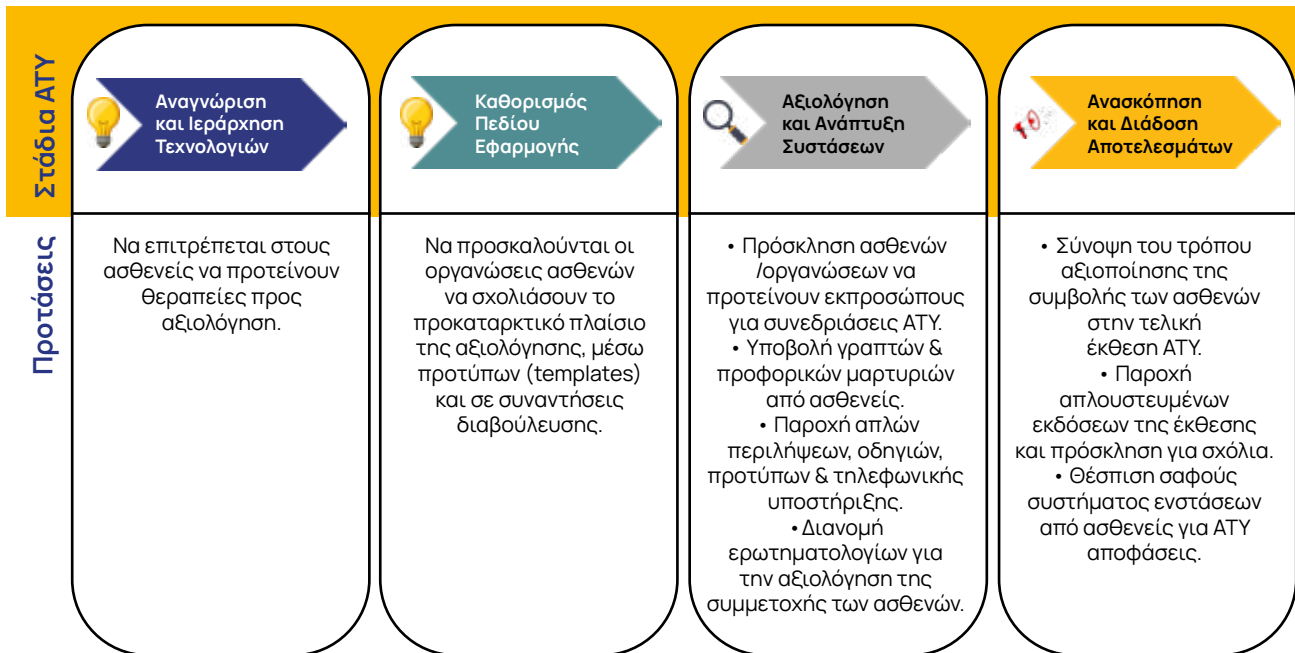 Στάδια ΑΤΥ
Αναγνώριση
και Ιεράρχηση
Τεχνολογιών
Καθορισμός
Πεδίου
Εφαρμογής
Αξιολόγηση
και Ανάπτυξη
Συστάσεων
Ανασκόπηση
και Διάδοση
Αποτελεσμάτων
Προτάσεις
Να επιτρέπεται στους
ασθενείς να προτείνουν
θεραπείες προς
αξιολόγηση.
Να προσκαλούνται οι
οργανώσεις ασθενών
να σχολιάσουν το
προκαταρκτικό πλαίσιο
της αξιολόγησης, μέσω
προτύπων (templates)
και σε συναντήσεις
διαβούλευσης.
• Πρόσκληση ασθενών
/οργανώσεων να
προτείνουν εκπροσώπους
για συνεδριάσεις ΑΤΥ.
• Υποβολή γραπτών &
προφορικών μαρτυριών
από ασθενείς.
• Παροχή απλών
περιλήψεων, οδηγιών,
προτύπων & τηλεφωνικής
υποστήριξης.
• Διανομή
ερωτηματολογίων για
την αξιολόγηση της
συμμετοχής των ασθενών.
• Σύνοψη του τρόπου
αξιοποίησης της
συμβολής των ασθενών
στην τελική
έκθεση ΑΤΥ.
• Παροχή
απλουστευμένων
εκδόσεων της έκθεσης
και πρόσκληση για σχόλια.
• Θέσπιση σαφούς
συστήματος ενστάσεων
από ασθενείς για ΑΤΥ
αποφάσεις.